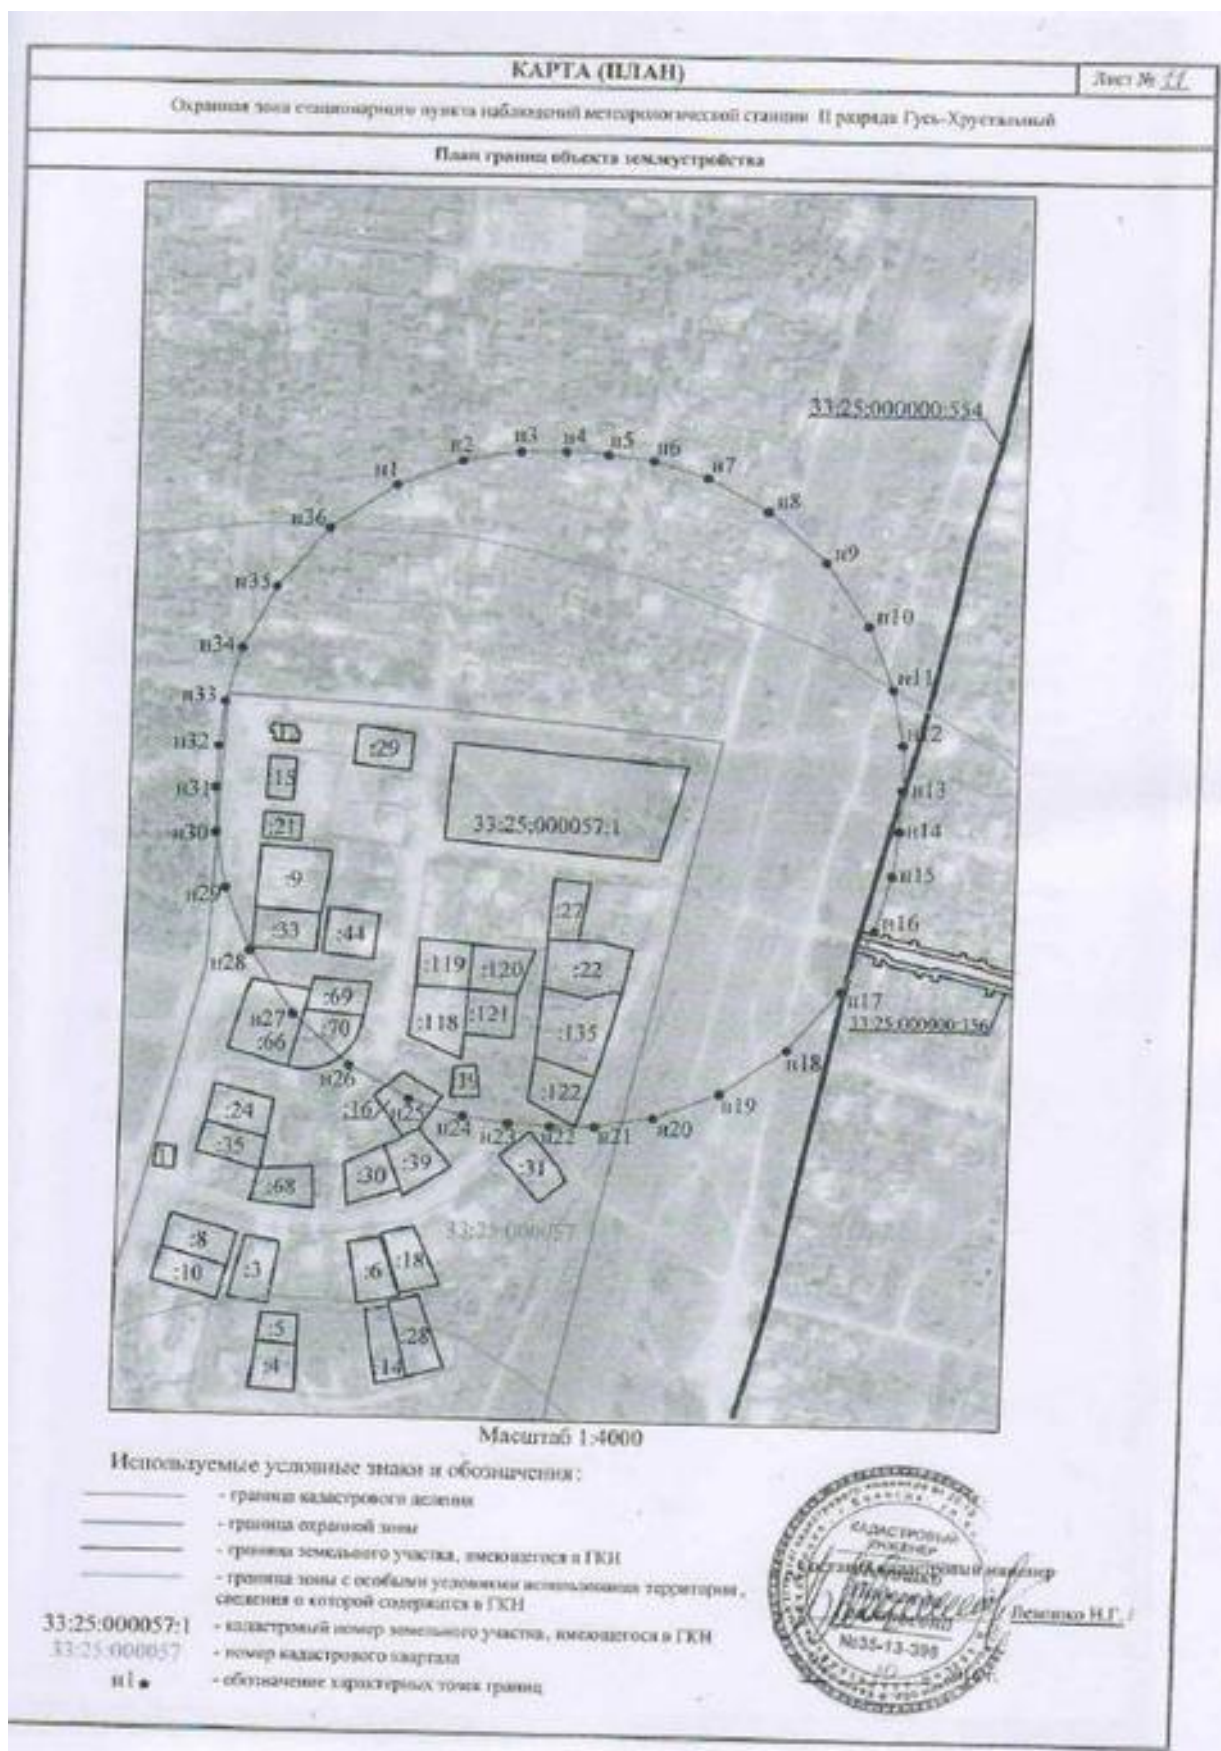 КАРТА (ПЛАН)
Лист № 11
Охранная зона стационарного пункта наблюдений метеорологической станции II разряда Гусь-Хрустальный
План границ объекта землеустройства
33:25:000000:554
н1
н2
н3
н4
н5
н6
н7
н8
н9
н10
н11
н12
н13
н14
н15
н16
н17
33:25:000000:156
н18
н19
н20
н21
н22
н23
н24
н25
н26
н27
н28
н29
н30
н31
н32
н33
н34
н35
н36
:29
:15
:21
33:25:000057:1
:9
:33
:44
:27
:22
:119
:120
:118
:121
:135
:122
:69
:70
:66
:16
:24
:35
:68
:30
:39
:31
33:25:000057
:8
:10
:3
:6
:18
:5
:4
:14
:28
Масштаб 1:4000
Используемые условные знаки и обозначения:
- граница кадастрового деления
- граница охранной зоны
- граница земельного участка, имеющегося в ГКН
- граница зоны с особыми условиями использования территории,
сведения о которой содержатся в ГКН
33:25:000057:1 - кадастровый номер земельного участка, имеющегося в ГКН
33:25:000057 - номер кадастрового квартала
н1 - обозначение характерных точек границ
КАДАСТРОВЫЙ
ИНЖЕНЕР
кадастровый инженер
Н.Г.
№35-13-398